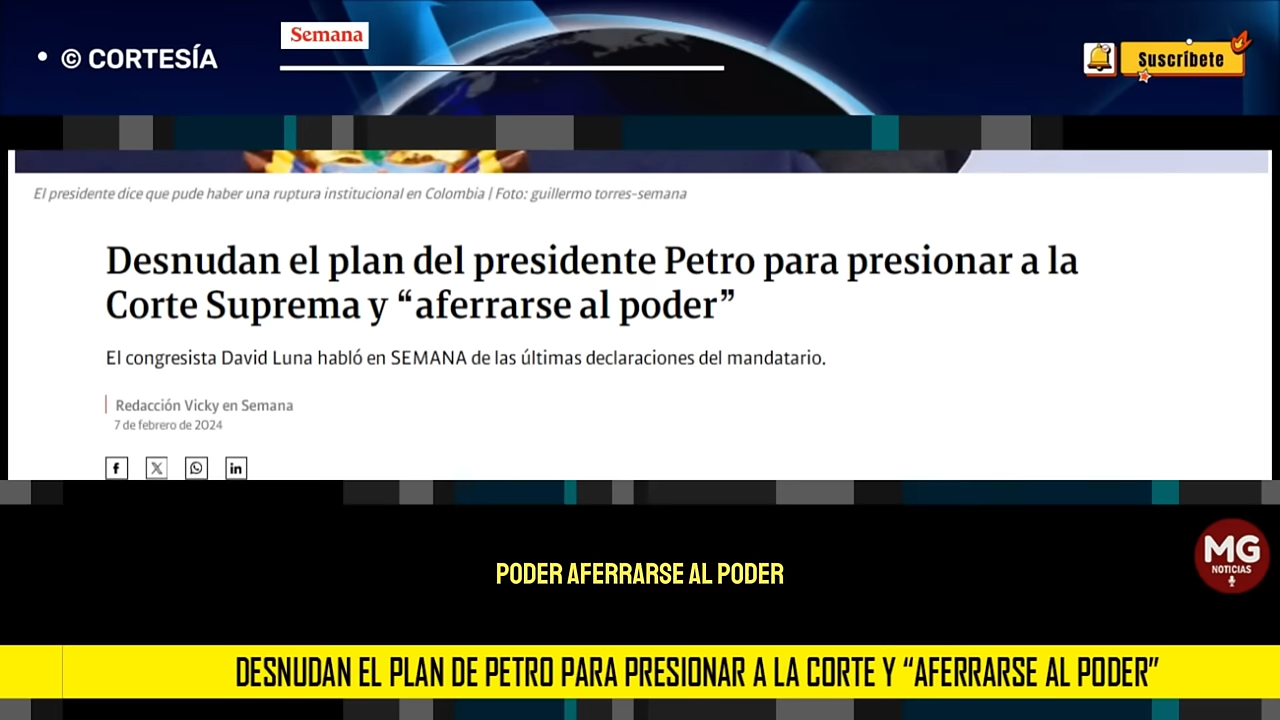 • © CORTESÍA
Semana
Suscríbete
El presidente dice que pude haber una ruptura institucional en Colombia | Foto: guillermo torres-semana
Desnudan el plan del presidente Petro para presionar a la
Corte Suprema y “aferrarse al poder”
El congresista David Luna habló en SEMANA de las últimas declaraciones del mandatario.
Redacción Vicky en Semana
7 de febrero de 2024
MG
NOTICIAS
PODER AFERRARSE AL PODER
DESNUDAN EL PLAN DE PETRO PARA PRESIONAR A LA CORTE Y “AFERRARSE AL PODER”